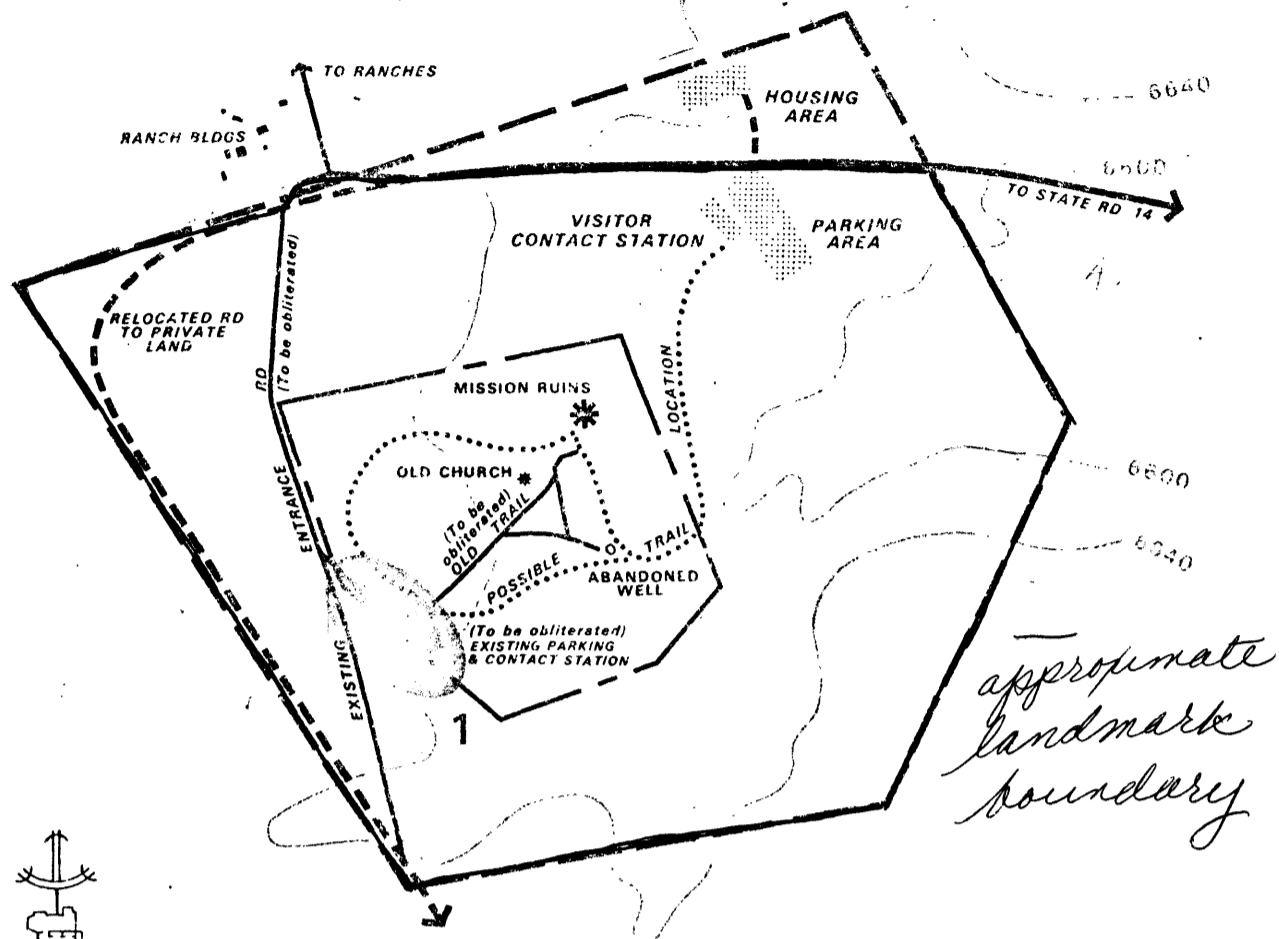 TO RANCHES
HOUSING
AREA
6640
RANCH BLDGS
TO STATE RD 14
VISITOR
CONTACT STATION
PARKING
AREA
RELOCATED RD
TO PRIVATE
LAND
RD
(To be obliterated)
MISSION RUINS
LOCATION
OLD CHURCH
(To be
obliterated)
OLD TRAIL
ENTRANCE
6600
POSSIBLE
TRAIL
ABANDONED
WELL
(To be obliterated)
EXISTING PARKING
& CONTACT STATION
EXISTING
1
approximate
landmark
boundary